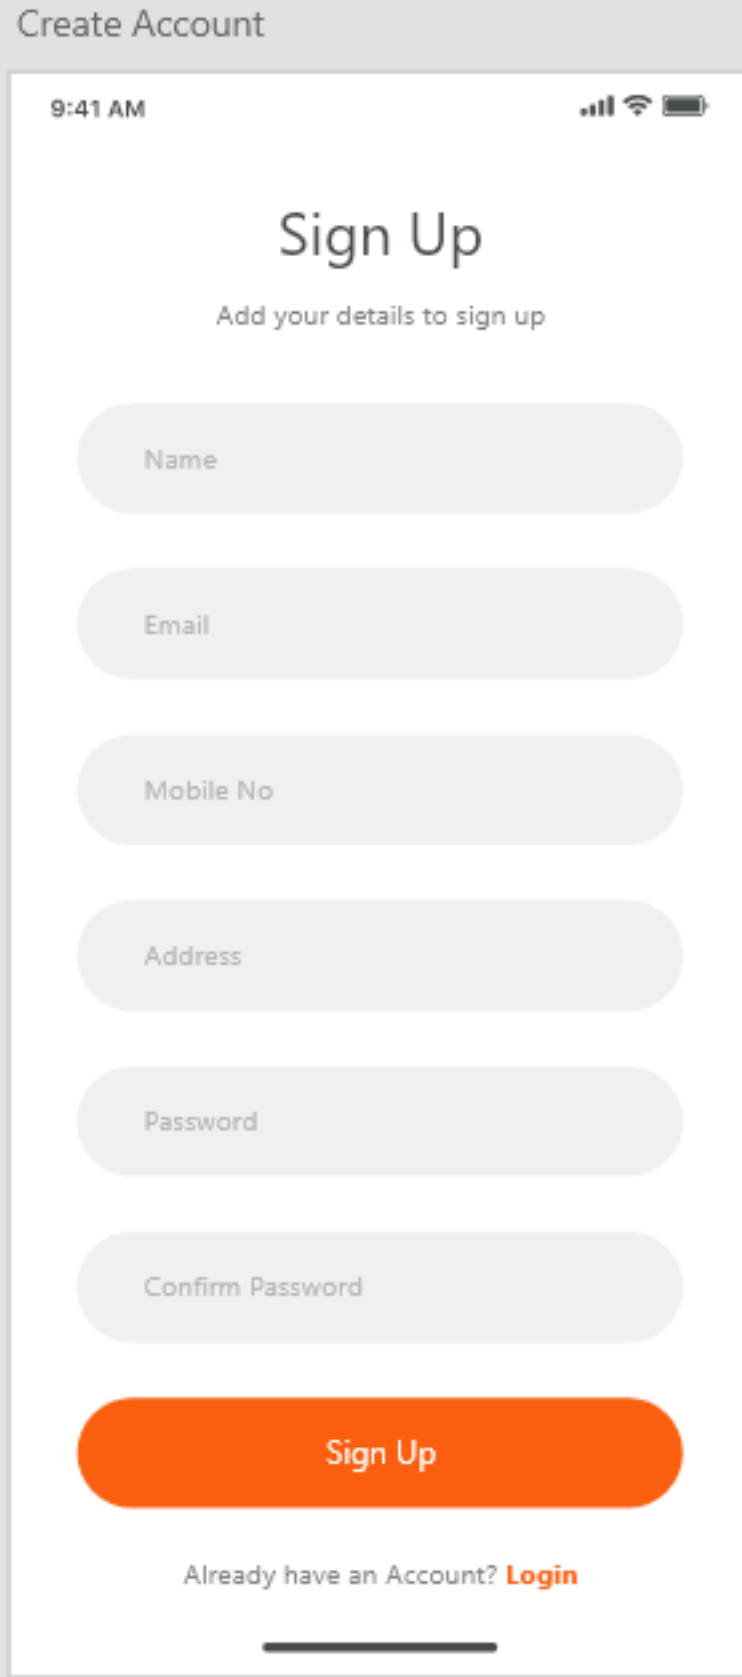 Create Account
9:41 AM
Sign Up
Add your details to sign up
Name
Email
Mobile No
Address
Password
Confirm Password
Sign Up
Already have an Account? Login